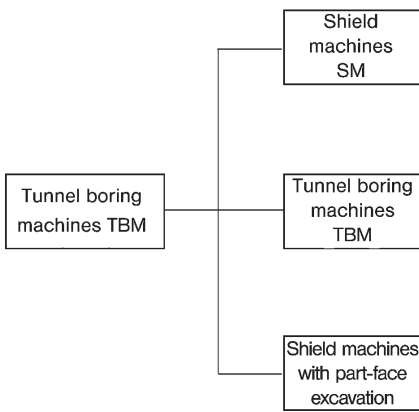 Shield
machines
SM
Tunnel boring
machines TBM
Tunnel boring
machines
TBM
Shield machines
with part-face
excavation